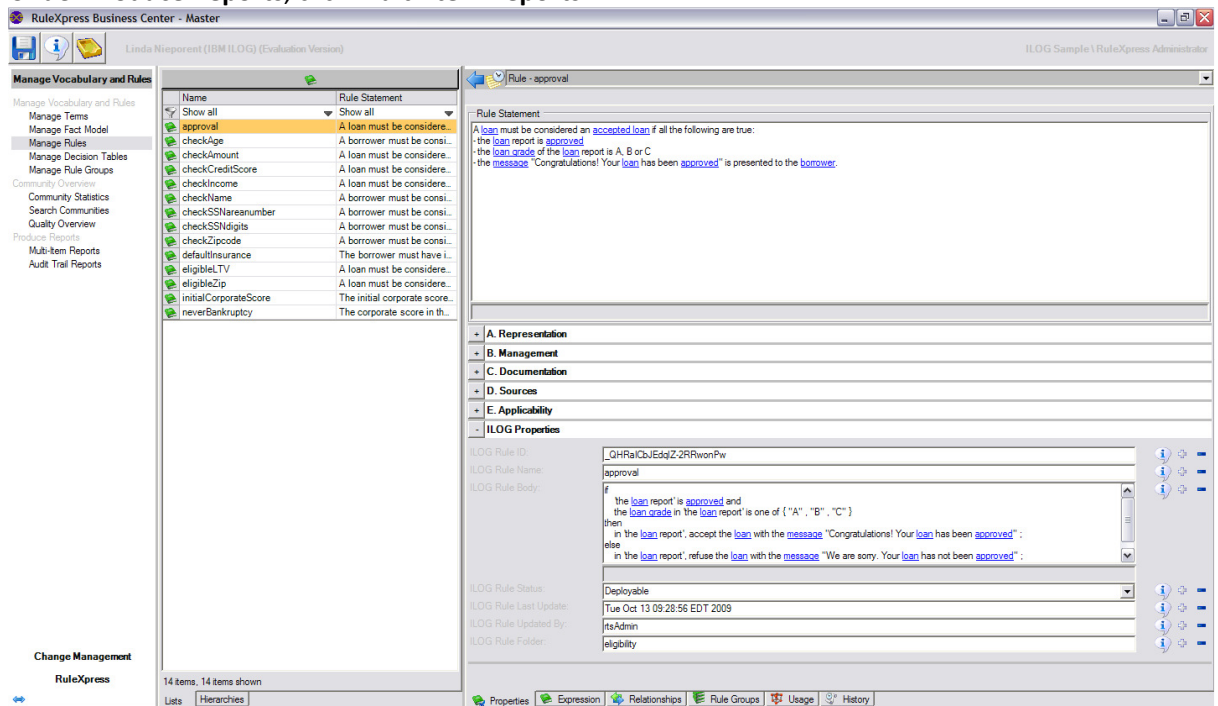 RuleXpress Business Center - Master
Linda Ninporent (IBM ILOG) (Evaluation Version)
ILOG Sample \ RuleXpress Administrator
Manage Vocabulary and Rules
Manage Vocabulary and Rules
Manage Terms
Manage Fact Model
Manage Rules
Manage Decision Tables
Manage Rule Groups
Community Overview
Community Statistics
Search Communities
Quality Overview
Produce Reports
Multi-Item Reports
Audit Trail Reports
Change Management
RuleXpress
Name Rule Statement
Show all Show all
approval A loan must be considere...
checkAge A borrower must be consi...
checkAmount A loan must be considere...
checkCreditScore A loan must be considere...
checkIncome A loan must be considere...
checkName A borrower must be consi...
checkSSNareanumber A borrower must be consi...
checkSSNdigits A borrower must be consi...
checkZipcode A borrower must be consi...
defaultInsurance The borrower must have i...
eligibleLTV A loan must be considere...
eligibleZip A loan must be considere...
initialCorporateScore The initial corporate score...
neverBankruptcy The corporate score in th...
14 items, 14 items shown
Lists Hierarchies
Rule - approval
Rule Statement
A loan must be considered an accepted loan if all the following are true:
- the loan report is approved
- the loan grade of the loan report is A, B or C
- the message "Congratulations! Your loan has been approved" is presented to the borrower.
+ A. Representation
+ B. Management
+ C. Documentation
+ D. Sources
+ E. Applicability
- ILOG Properties
ILOG Rule ID: _QHRalCbJEdqlZ-2RRwonPw
ILOG Rule Name: approval
ILOG Rule Body: if
'the loan report' is approved and
the loan grade in 'the loan report' is one of { "A" , "B" , "C" }
then
in 'the loan report', accept the loan with the message "Congratulations! Your loan has been approved" ;
else
in 'the loan report', refuse the loan with the message "We are sorry. Your loan has not been approved" ;
ILOG Rule Status: Deployable
ILOG Rule Last Update: Tue Oct 13 09:28:56 EDT 2009
ILOG Rule Updated By: rtsAdmin
ILOG Rule Folder: eligibility
Properties Expression Relationships Rule Groups Usage History